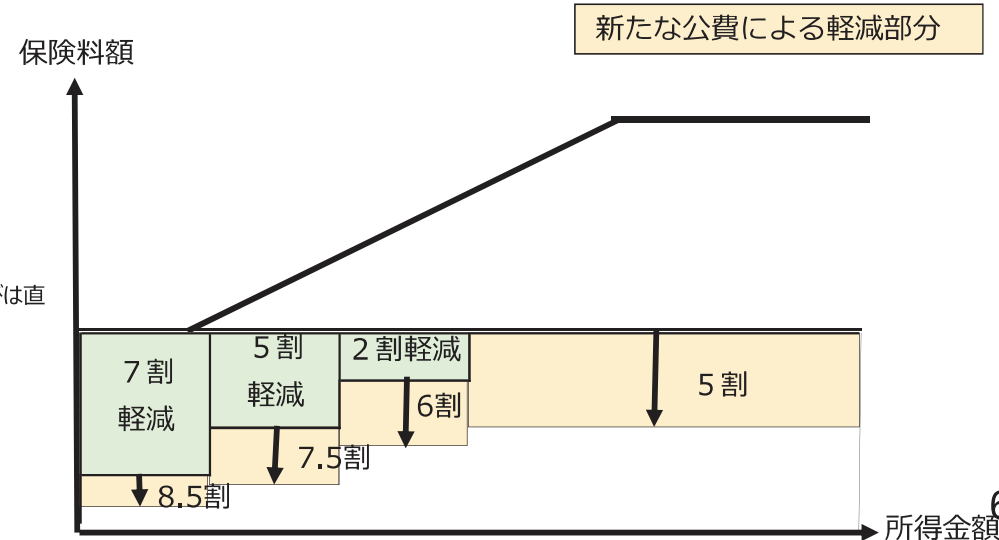 新たな公費による軽減部分
保険料額
は直
7割
軽減
5割
軽減
2割軽減
5割
6割
7.5割
8.5割
6
所得金額